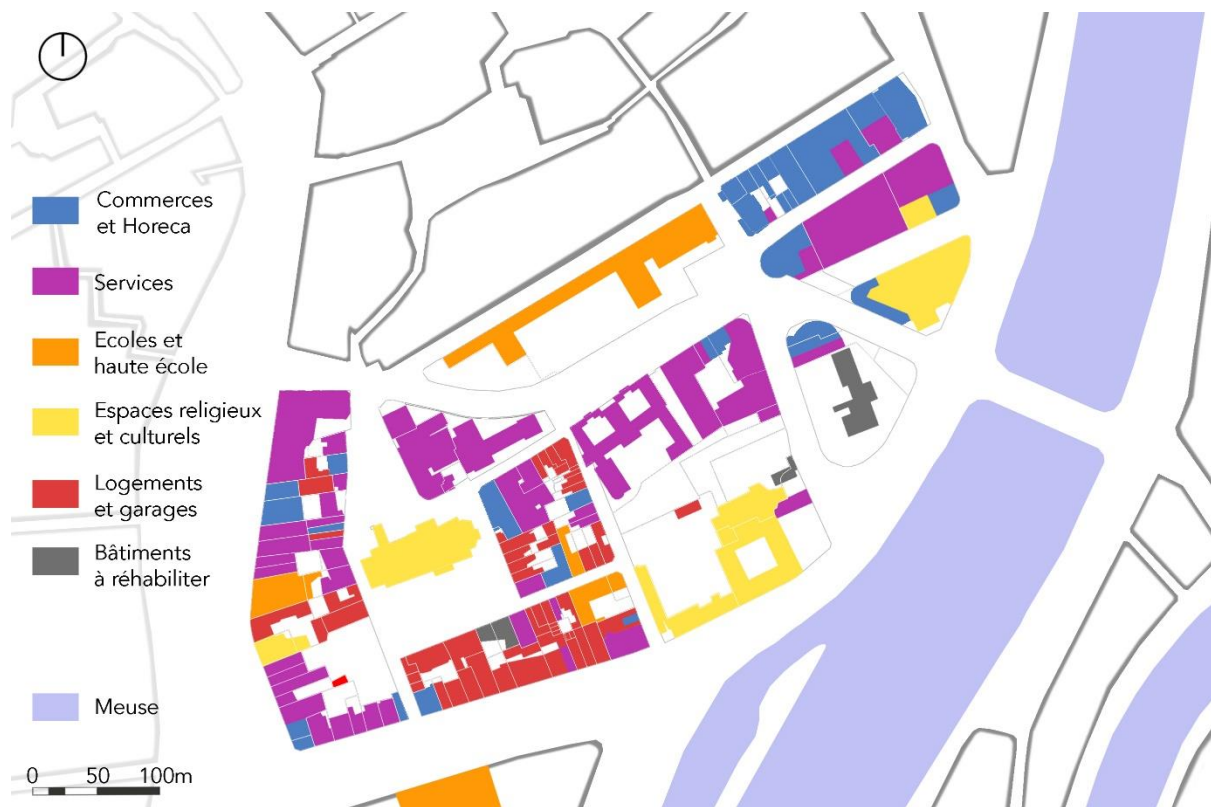 Commerces
et Horeca
Services
Ecoles et
haute école
Espaces religieux
et culturels
Logements
et garages
Bâtiments
à réhabiliter
Meuse
0 50 100m